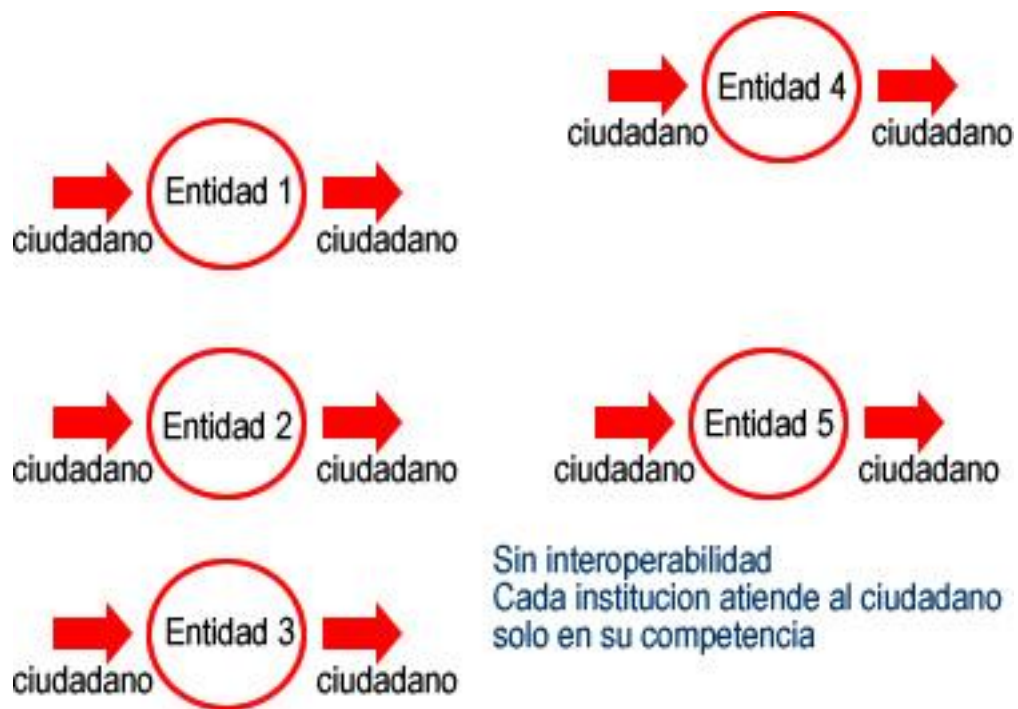 Entidad 4
ciudadano ciudadano
Entidad 1
ciudadano ciudadano
Entidad 2
ciudadano ciudadano
Entidad 5
ciudadano ciudadano
Entidad 3
ciudadano ciudadano
Sin interoperabilidad
Cada institucion atiende al ciudadano
solo en su competencia